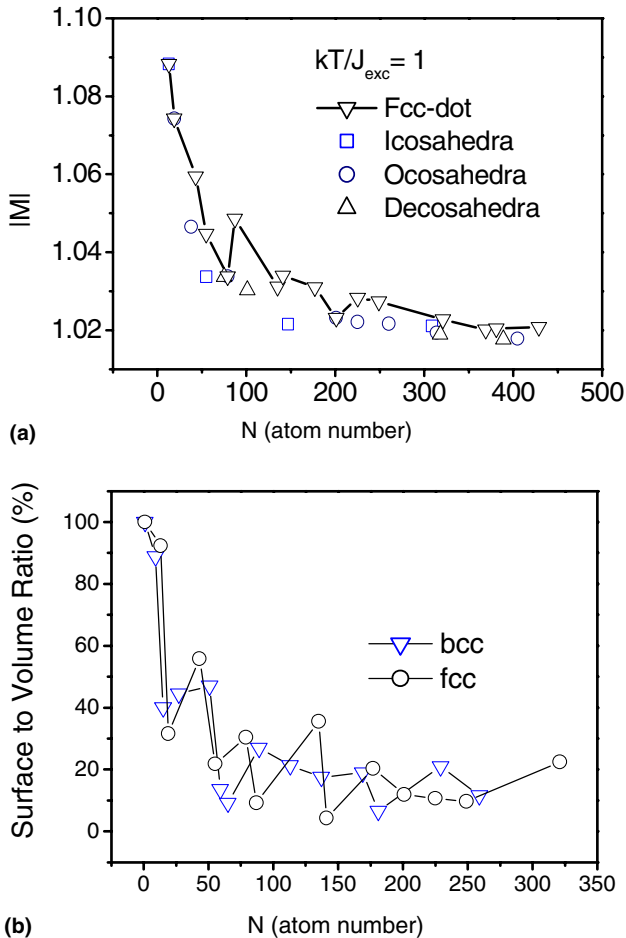 1.10
1.08
1.06
1.04
1.02
|M|
kT/J_exc = 1
Fcc-dot
Icosahedra
Ocosahedra
Decosahedra
0 100 200 300 400 500
N (atom number)
(a)
100
80
60
40
20
0
Surface to Volume Ratio (%)
bcc
fcc
0 50 100 150 200 250 300 350
N (atom number)
(b)